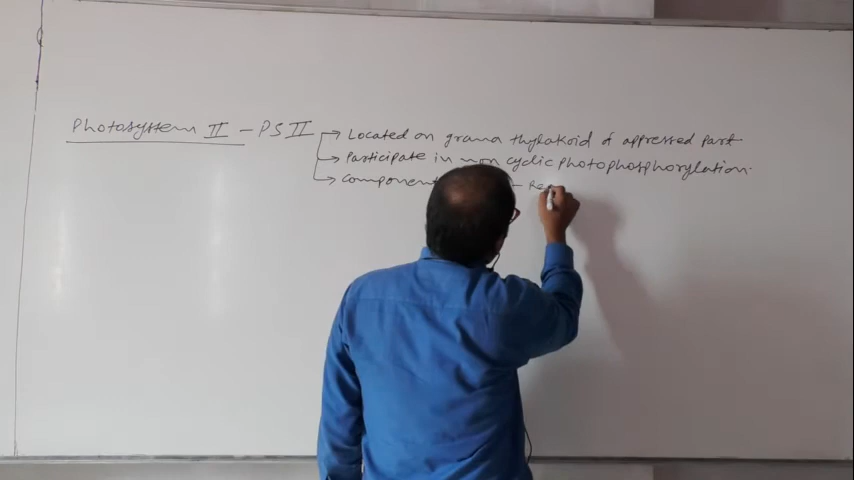 Photosystem II - PS II
→ Located on grana thylakoid of appressed part
→ Participate in non cyclic photophosphorylation.
→ Component